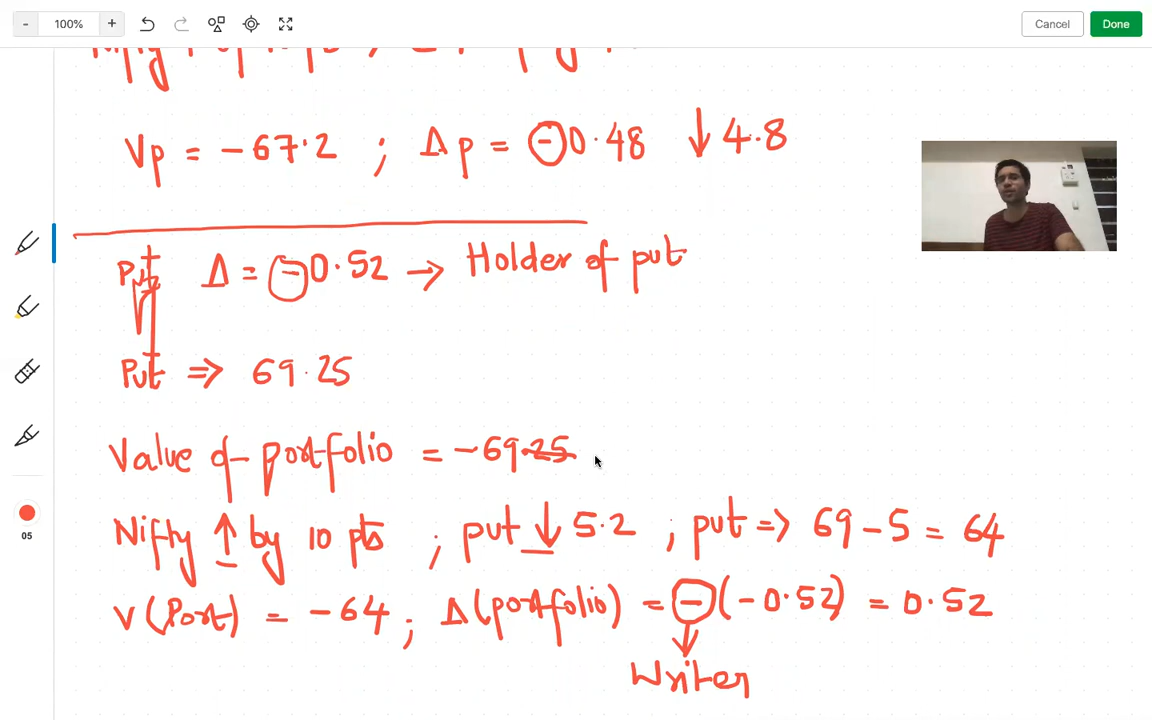 - 100% + Cancel Done
Vp = -67.2 ; Δp = -0.48 ↓ 4.8
Put Δ = -0.52 → Holder of put
Put ⇒ 69.25
Value of portfolio = -69.25
Nifty ↑ by 10 pts ; put ↓ 5.2 ; put ⇒ 69 - 5 = 64
V(Port) = -64 ; Δ(portfolio) = -(-0.52) = 0.52
Writer
05